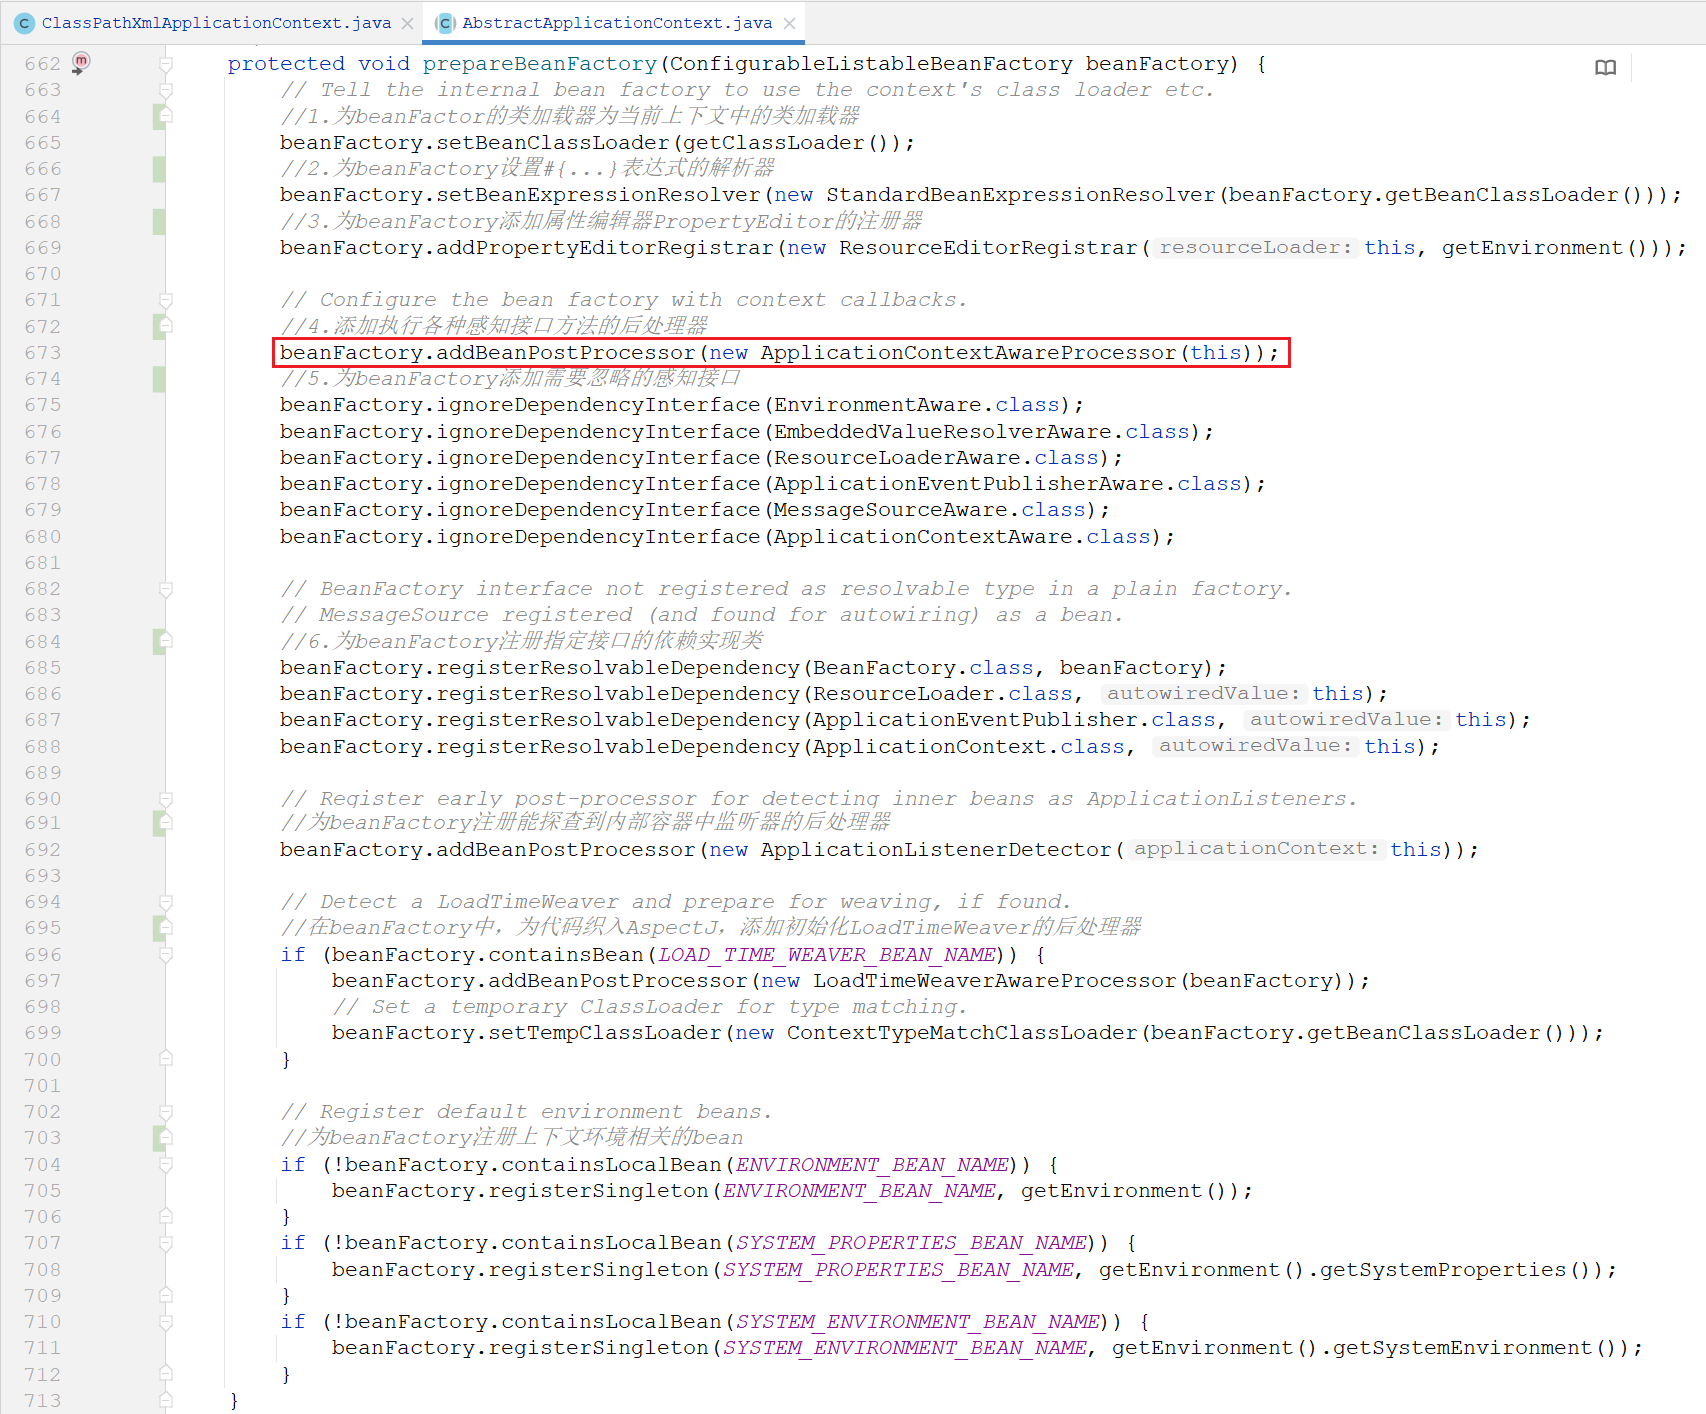 ClassPathXmlApplicationContext.java
AbstractApplicationContext.java
662 protected void prepareBeanFactory(ConfigurableListableBeanFactory beanFactory) {
663 // Tell the internal bean factory to use the context's class loader etc.
664 //1.为beanFactor的类加载器为当前上下文中的类加载器
665 beanFactory.setBeanClassLoader(getClassLoader());
666 //2.为beanFactory设置#{...}表达式的解析器
667 beanFactory.setBeanExpressionResolver(new StandardBeanExpressionResolver(beanFactory.getBeanClassLoader()));
668 //3.为beanFactory添加属性编辑器PropertyEditor的注册器
669 beanFactory.addPropertyEditorRegistrar(new ResourceEditorRegistrar( resourceLoader: this, getEnvironment()));
670
671 // Configure the bean factory with context callbacks.
672 //4.添加执行各种感知接口方法的后处理器
673 beanFactory.addBeanPostProcessor(new ApplicationContextAwareProcessor(this));
674 //5.为beanFactory添加需要忽略的感知接口
675 beanFactory.ignoreDependencyInterface(EnvironmentAware.class);
676 beanFactory.ignoreDependencyInterface(EmbeddedValueResolverAware.class);
677 beanFactory.ignoreDependencyInterface(ResourceLoaderAware.class);
678 beanFactory.ignoreDependencyInterface(ApplicationEventPublisherAware.class);
679 beanFactory.ignoreDependencyInterface(MessageSourceAware.class);
680 beanFactory.ignoreDependencyInterface(ApplicationContextAware.class);
681
682 // BeanFactory interface not registered as resolvable type in a plain factory.
683 // MessageSource registered (and found for autowiring) as a bean.
684 //6.为beanFactory注册指定接口的依赖实现类
685 beanFactory.registerResolvableDependency(BeanFactory.class, beanFactory);
686 beanFactory.registerResolvableDependency(ResourceLoader.class, autowiredValue: this);
687 beanFactory.registerResolvableDependency(ApplicationEventPublisher.class, autowiredValue: this);
688 beanFactory.registerResolvableDependency(ApplicationContext.class, autowiredValue: this);
689
690 // Register early post-processor for detecting inner beans as ApplicationListeners.
691 //为beanFactory注册能探查到内部容器中监听器的后处理器
692 beanFactory.addBeanPostProcessor(new ApplicationListenerDetector( applicationContext: this));
693
694 // Detect a LoadTimeWeaver and prepare for weaving, if found.
695 //在beanFactory中，为代码织入AspectJ，添加初始化LoadTimeWeaver的后处理器
696 if (beanFactory.containsBean(LOAD_TIME_WEAVER_BEAN_NAME)) {
697 beanFactory.addBeanPostProcessor(new LoadTimeWeaverAwareProcessor(beanFactory));
698 // Set a temporary ClassLoader for type matching.
699 beanFactory.setTempClassLoader(new ContextTypeMatchClassLoader(beanFactory.getBeanClassLoader()));
700 }
701
702 // Register default environment beans.
703 //为beanFactory注册上下文环境相关的bean
704 if (!beanFactory.containsLocalBean(ENVIRONMENT_BEAN_NAME)) {
705 beanFactory.registerSingleton(ENVIRONMENT_BEAN_NAME, getEnvironment());
706 }
707 if (!beanFactory.containsLocalBean(SYSTEM_PROPERTIES_BEAN_NAME)) {
708 beanFactory.registerSingleton(SYSTEM_PROPERTIES_BEAN_NAME, getEnvironment().getSystemProperties());
709 }
710 if (!beanFactory.containsLocalBean(SYSTEM_ENVIRONMENT_BEAN_NAME)) {
711 beanFactory.registerSingleton(SYSTEM_ENVIRONMENT_BEAN_NAME, getEnvironment().getSystemEnvironment());
712 }
713 }